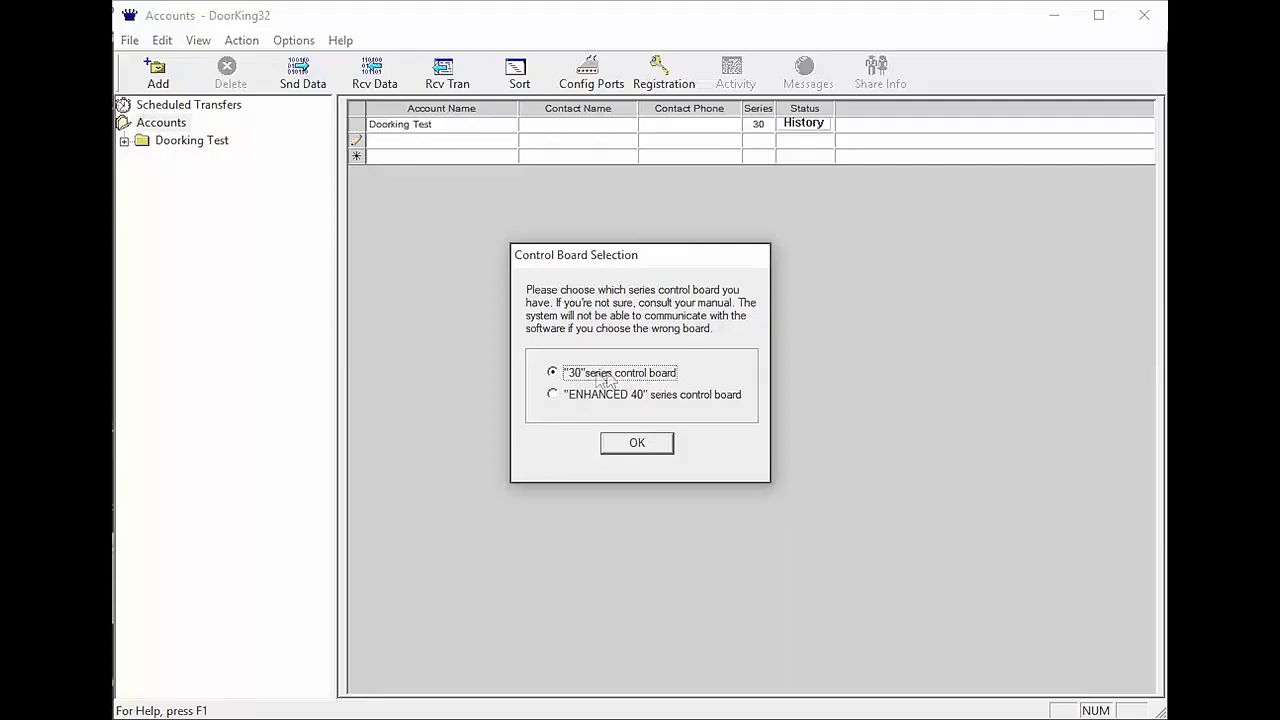 Accounts - DoorKing32
File Edit View Action Options Help
Add Delete Snd Data Rcv Data Rcv Tran Sort Config Ports Registration Activity Messages Share Info
Scheduled Transfers
Accounts
Doorking Test
Account Name Contact Name Contact Phone Series Status
Doorking Test 30 History
Control Board Selection
Please choose which series control board you
have. If you're not sure, consult your manual. The
system will not be able to communicate with the
software if you choose the wrong board.
"30"series control board
"ENHANCED 40" series control board
OK
For Help, press F1
NUM